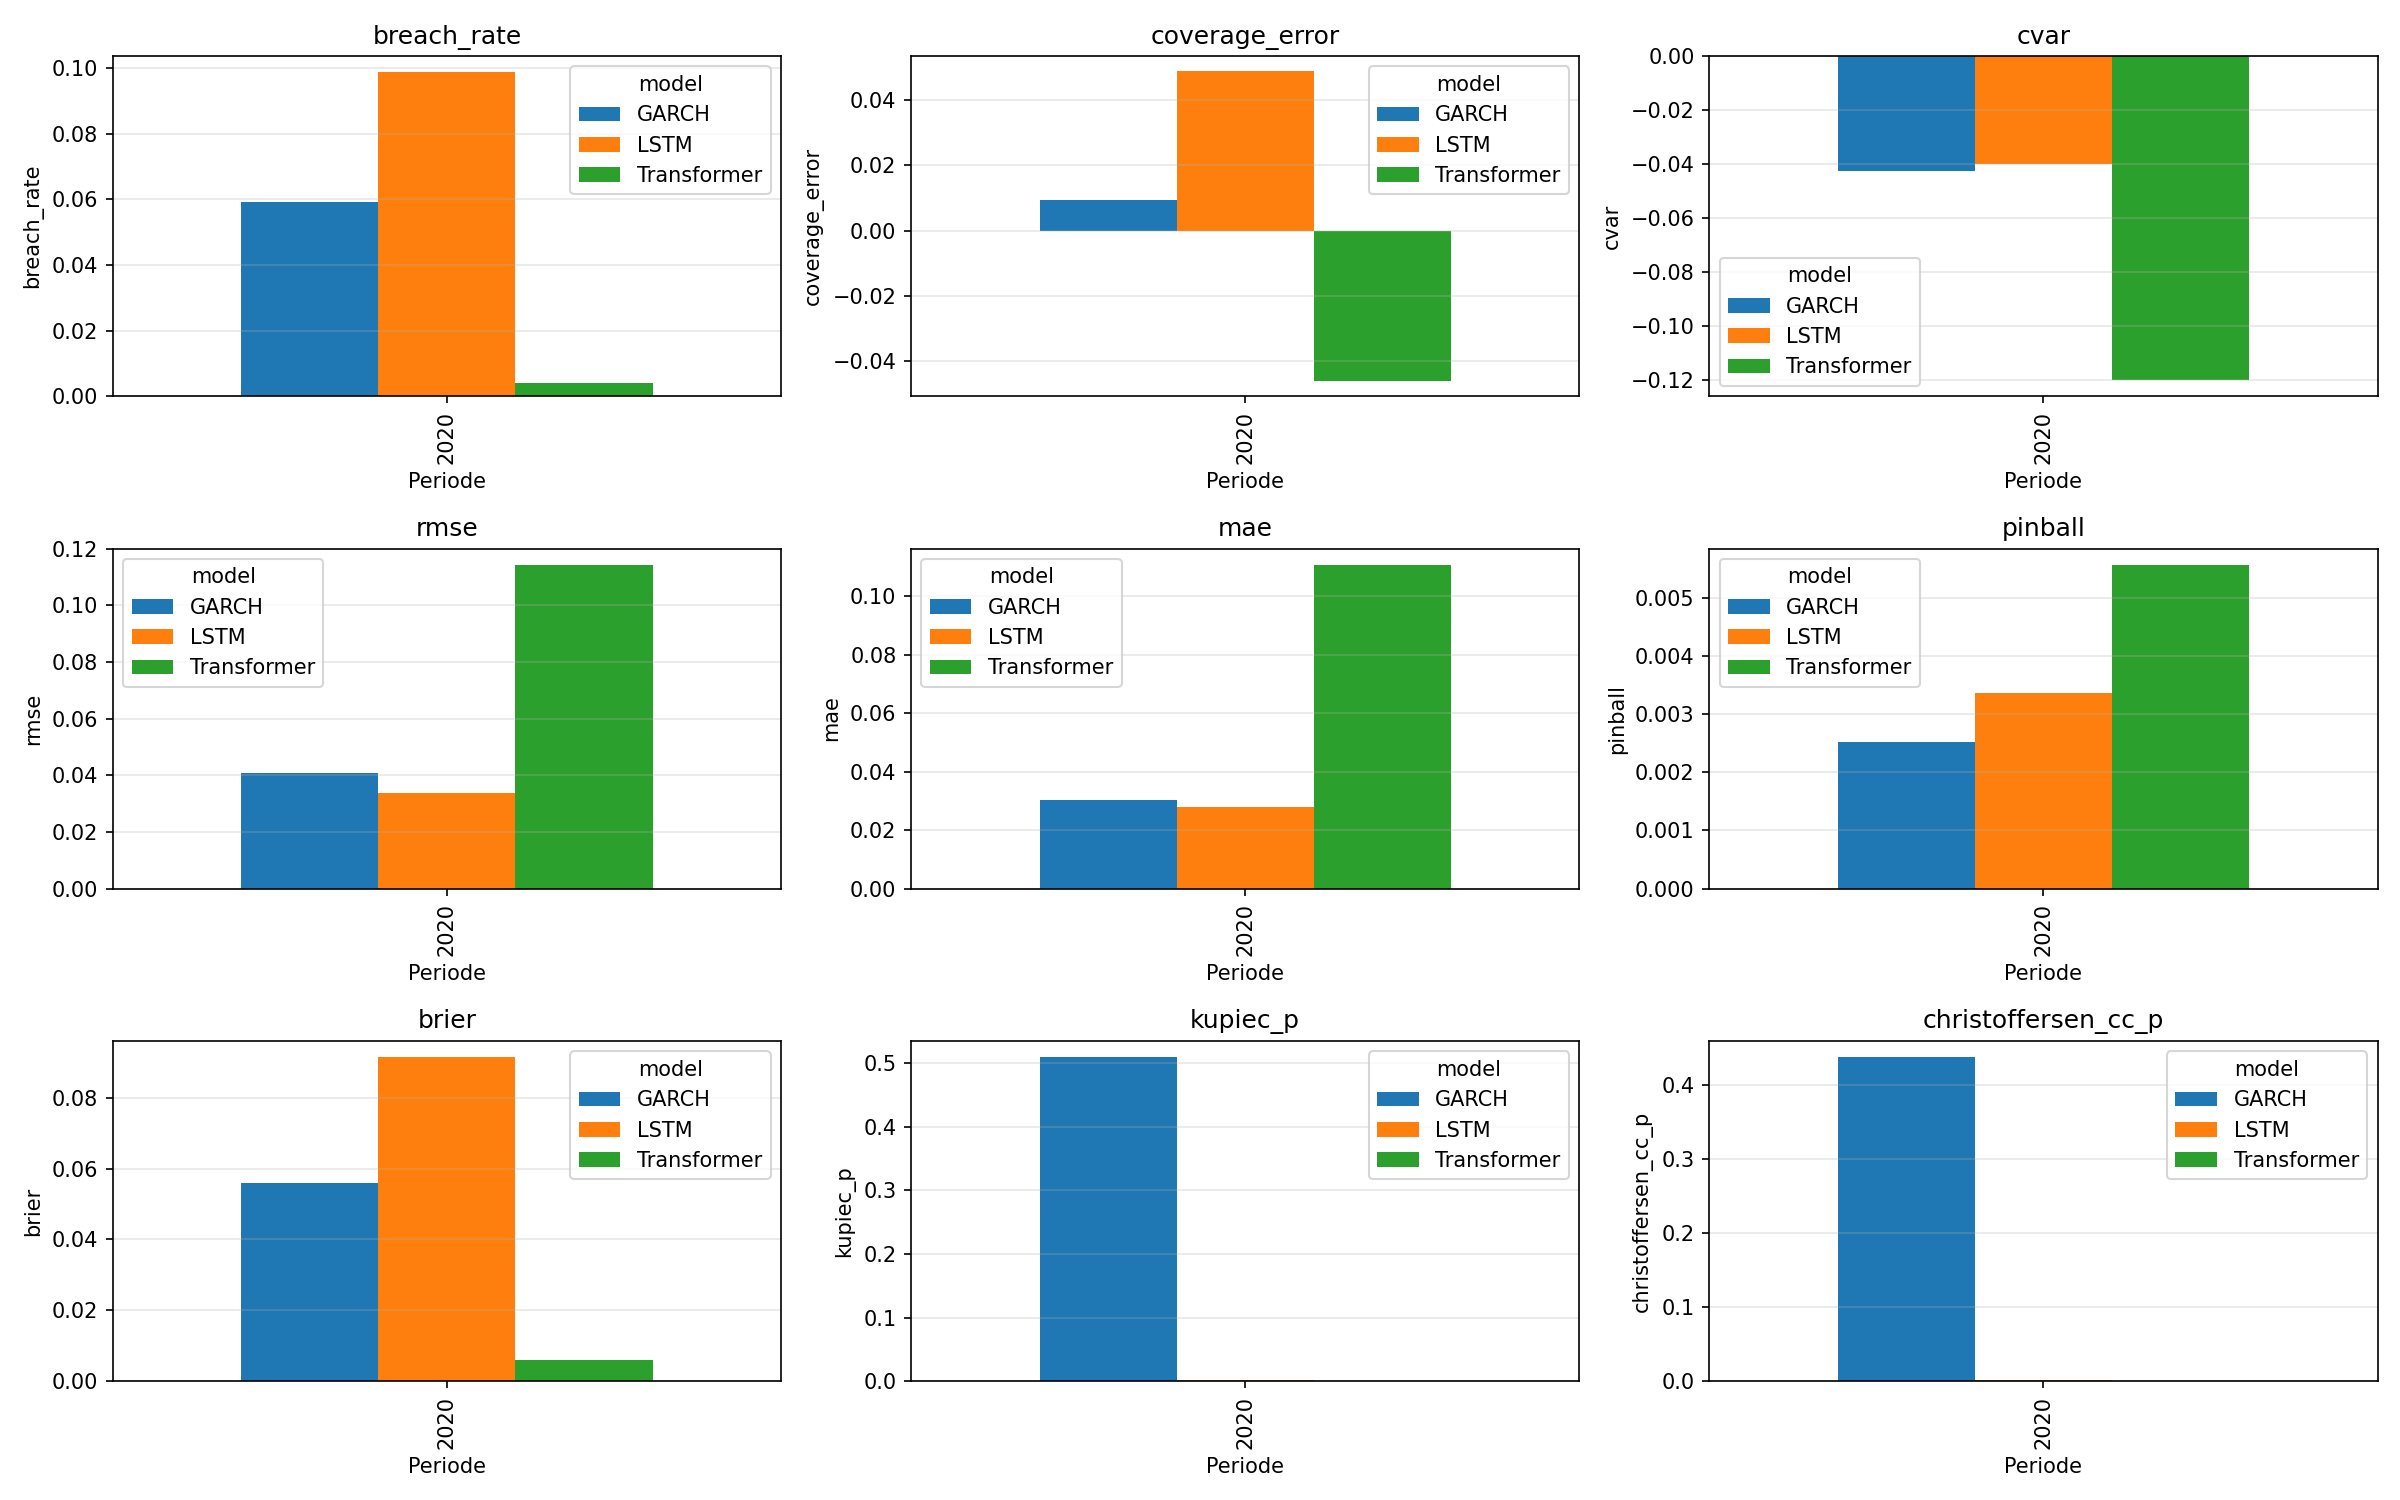 breach_rate
breach_rate
0.10
0.08
0.06
0.04
0.02
0.00
model
GARCH
LSTM
Transformer
2020
Periode
coverage_error
coverage_error
0.04
0.02
0.00
−0.02
−0.04
model
GARCH
LSTM
Transformer
2020
Periode
cvar
cvar
0.00
−0.02
−0.04
−0.06
−0.08
−0.10
−0.12
model
GARCH
LSTM
Transformer
2020
Periode
rmse
rmse
0.12
0.10
0.08
0.06
0.04
0.02
0.00
model
GARCH
LSTM
Transformer
2020
Periode
mae
mae
0.10
0.08
0.06
0.04
0.02
0.00
model
GARCH
LSTM
Transformer
2020
Periode
pinball
pinball
0.005
0.004
0.003
0.002
0.001
0.000
model
GARCH
LSTM
Transformer
2020
Periode
brier
brier
0.08
0.06
0.04
0.02
0.00
model
GARCH
LSTM
Transformer
2020
Periode
kupiec_p
kupiec_p
0.5
0.4
0.3
0.2
0.1
0.0
model
GARCH
LSTM
Transformer
2020
Periode
christoffersen_cc_p
christoffersen_cc_p
0.4
0.3
0.2
0.1
0.0
model
GARCH
LSTM
Transformer
2020
Periode